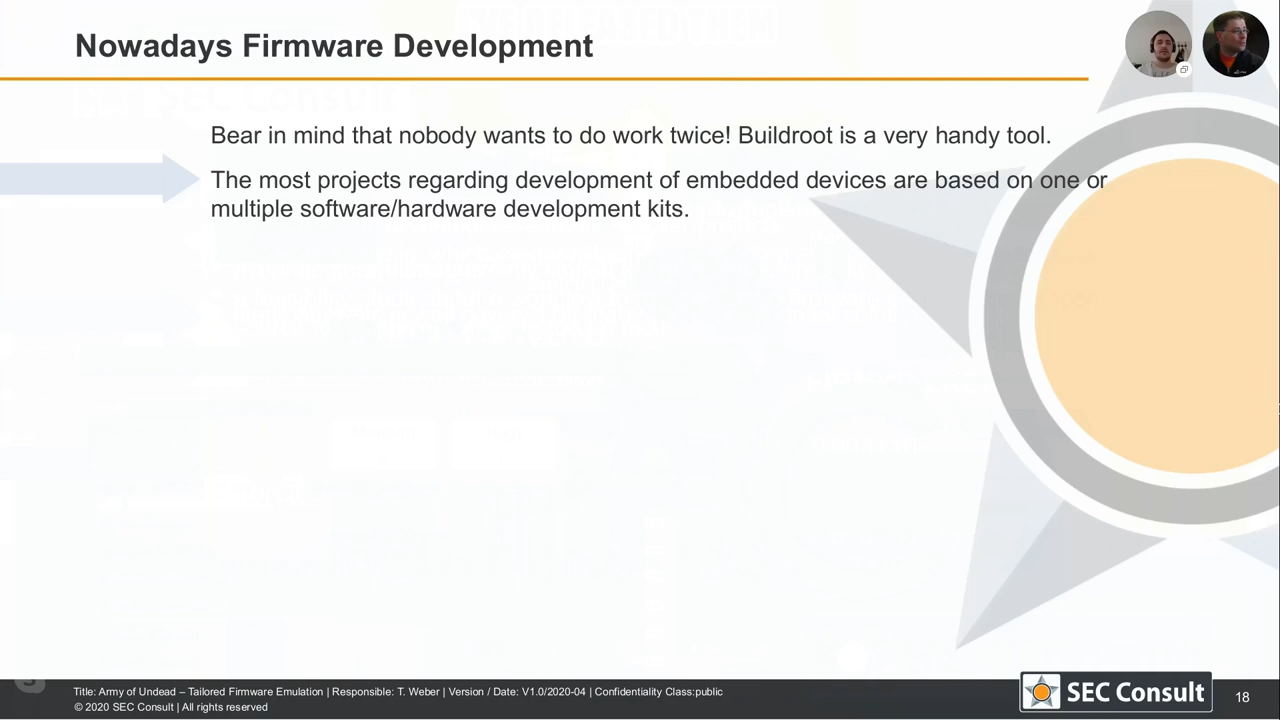 Nowadays Firmware Development
Bear in mind that nobody wants to do work twice! Buildroot is a very handy tool.
The most projects regarding development of embedded devices are based on one or
multiple software/hardware development kits.
Title: Army of Undead – Tailored Firmware Emulation | Responsible: T. Weber | Version / Date: V1.0/2020-04 | Confidentiality Class:public
© 2020 SEC Consult | All rights reserved
SEC Consult
18